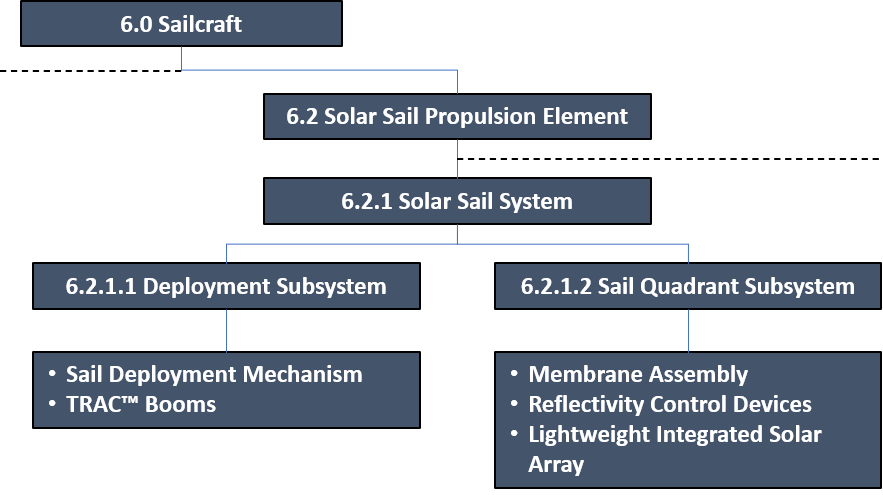 6.0 Sailcraft
6.2 Solar Sail Propulsion Element
6.2.1 Solar Sail System
6.2.1.1 Deployment Subsystem
6.2.1.2 Sail Quadrant Subsystem
• Sail Deployment Mechanism
• TRAC™ Booms
• Membrane Assembly
• Reflectivity Control Devices
• Lightweight Integrated Solar
Array